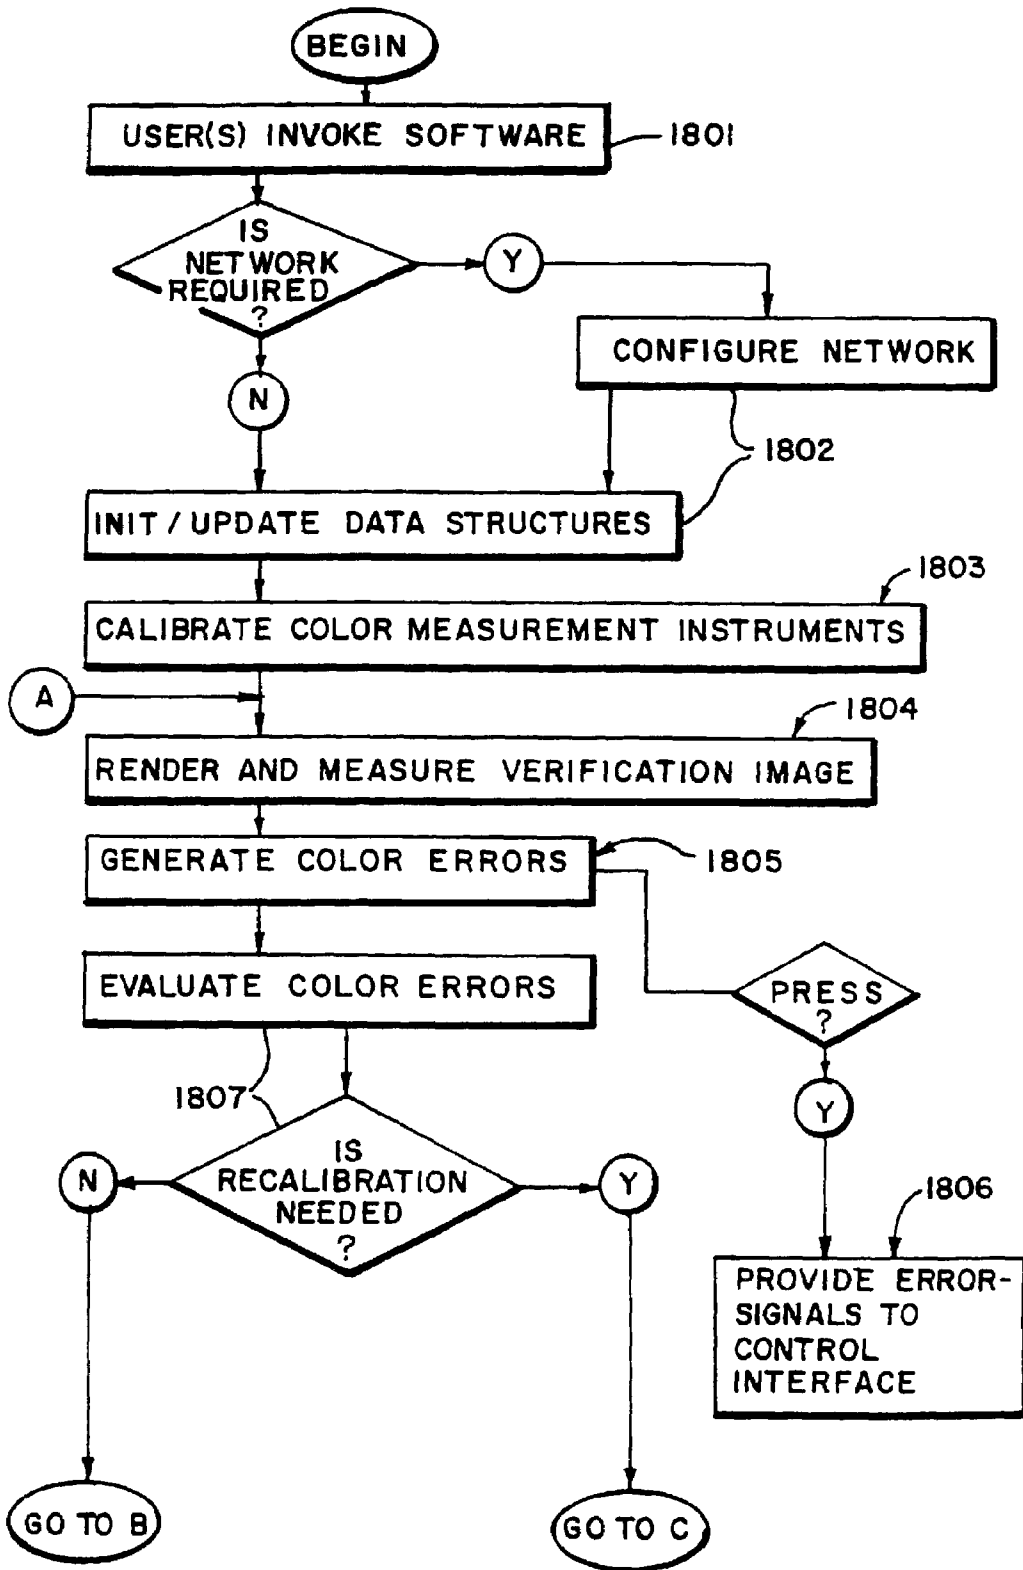 BEGIN
USER(S) INVOKE SOFTWARE
1801
IS
NETWORK
REQUIRED
?
Y
CONFIGURE NETWORK
N
1802
INIT / UPDATE DATA STRUCTURES
1803
CALIBRATE COLOR MEASUREMENT INSTRUMENTS
A
1804
RENDER AND MEASURE VERIFICATION IMAGE
GENERATE COLOR ERRORS
1805
EVALUATE COLOR ERRORS
PRESS
?
Y
1807
IS
RECALIBRATION
NEEDED
?
N
Y
1806
PROVIDE ERROR-
SIGNALS TO
CONTROL
INTERFACE
GO TO B
GO TO C